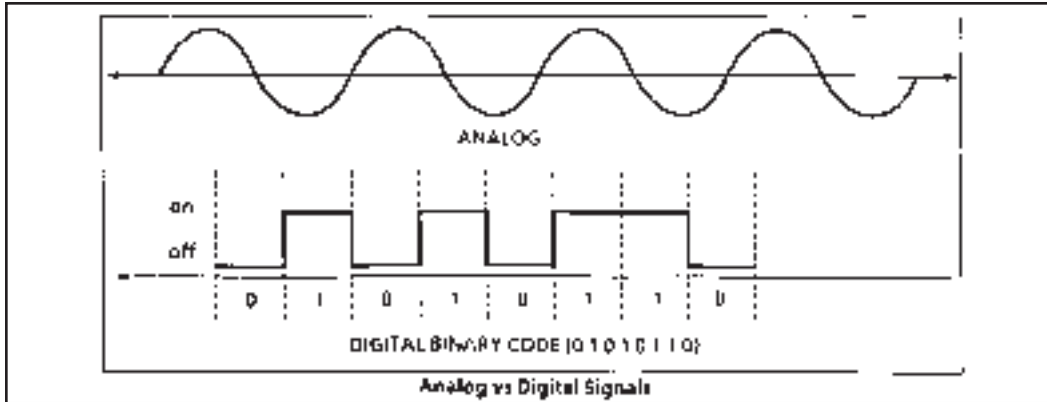 ANALOG
on
off
0 1 0 1 0 1 1 0
DIGITAL BINARY CODE (0 1 0 1 0 1 1 0)
Analog vs Digital Signals